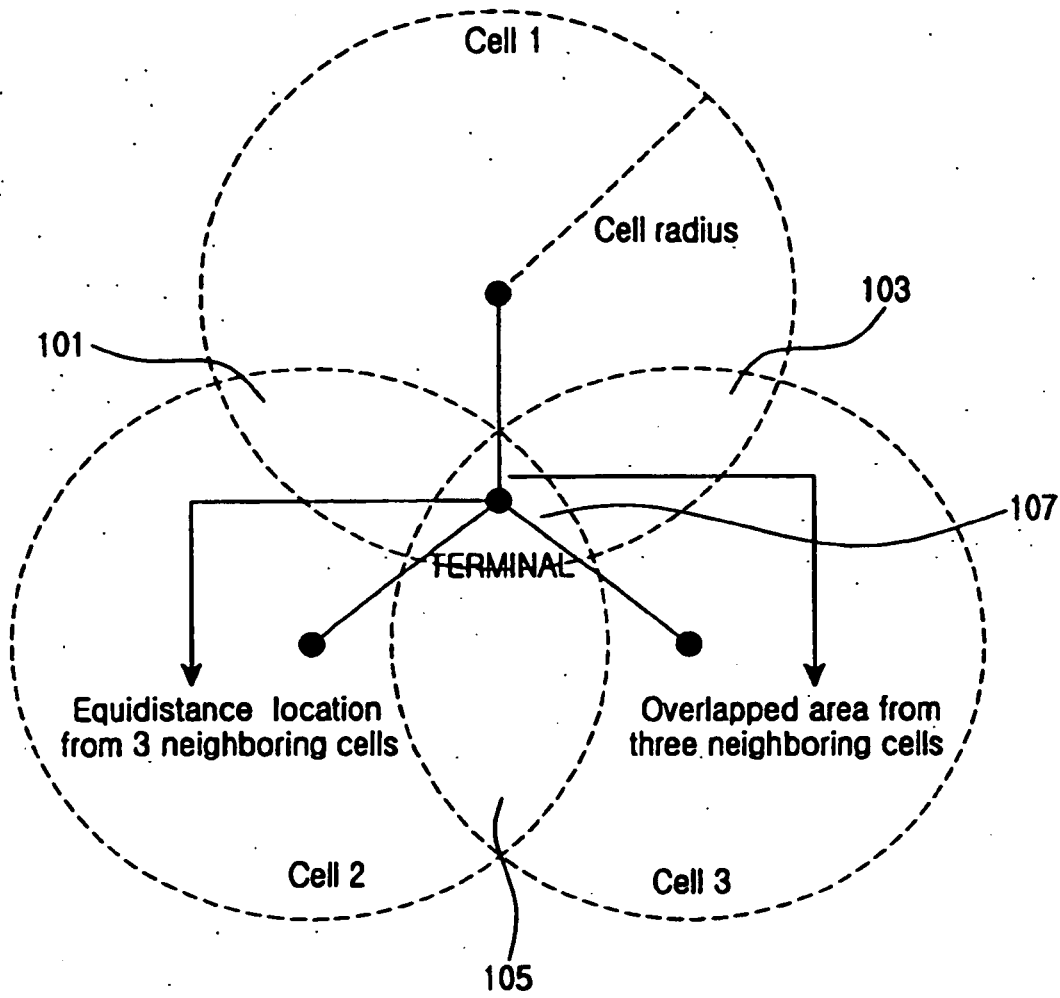 Cell 1
Cell radius
103
101
107
TERMINAL
Equidistance location
from 3 neighboring cells
Overlapped area from
three neighboring cells
Cell 2
Cell 3
105